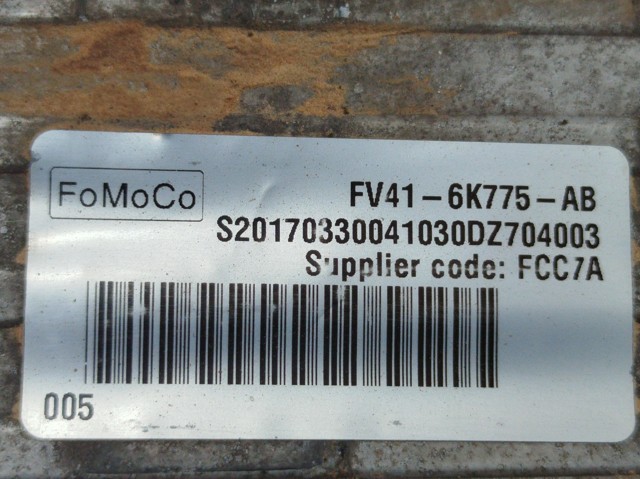 FoMoCo
FV41-6K775-AB
S20170330041030DZ704003
Supplier code: FCC7A
005